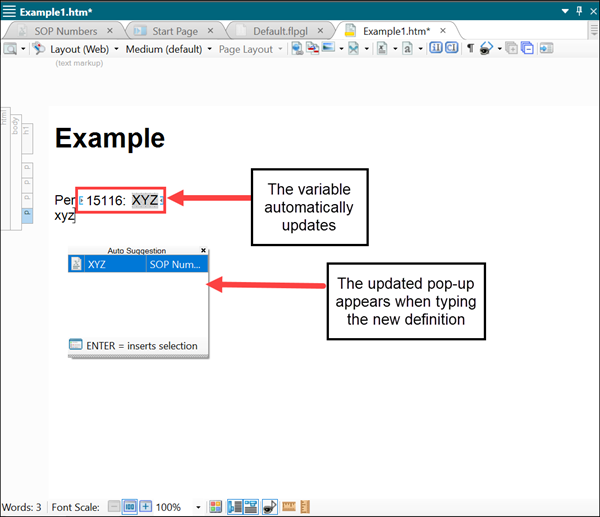 Example1.htm*
SOP Numbers Start Page Default.flpgl Example1.htm*
Layout (Web) Medium (default) Page Layout
(text markup)
html
body
h1
Example
p
p
Per 15116: XYZ
The variable
automatically
updates
p
xyz
Auto Suggestion
XYZ SOP Num...
The updated pop-up
appears when typing
the new definition
ENTER = inserts selection
Words: 3 Font Scale: 100 100%